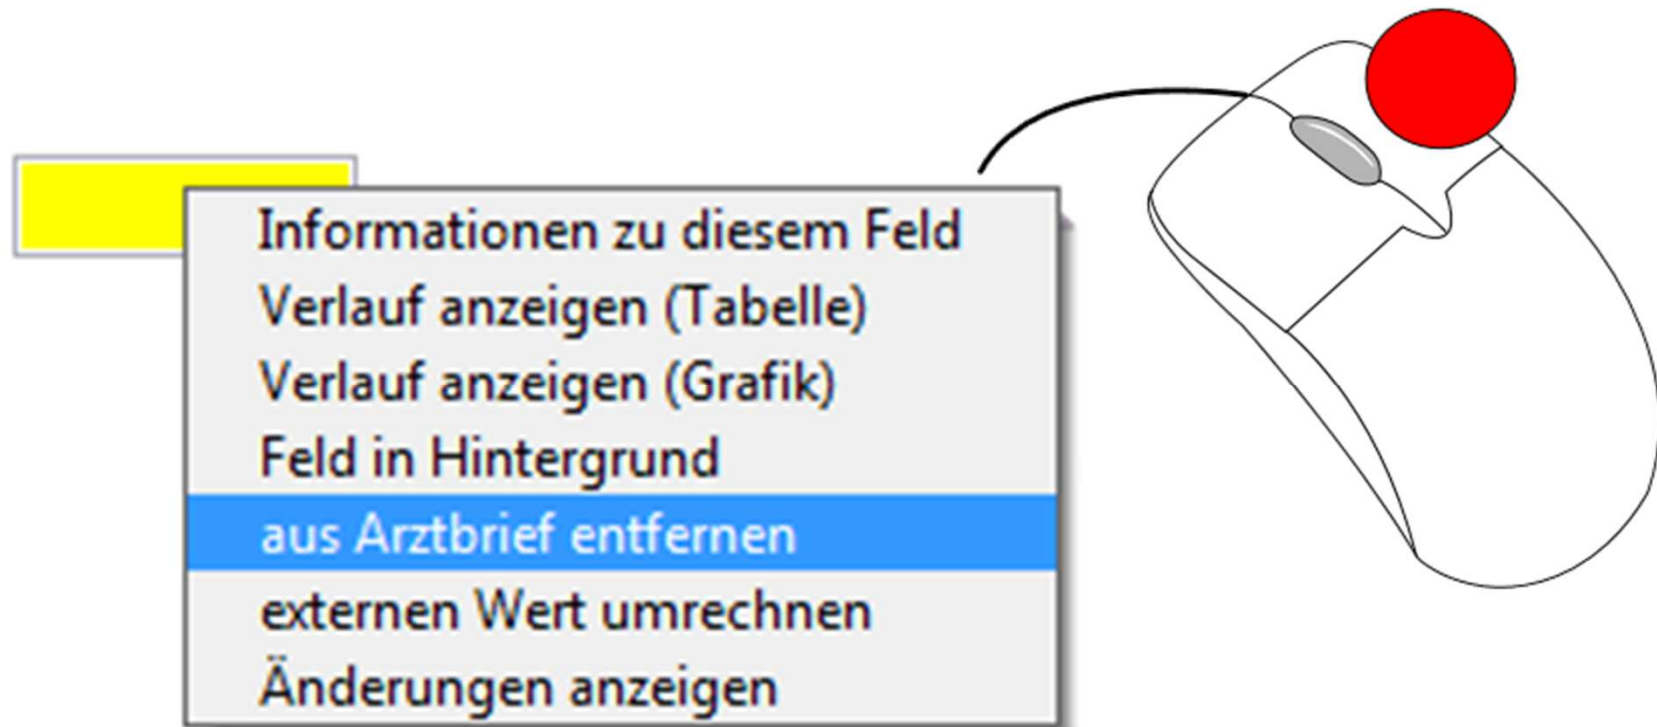 Informationen zu diesem Feld
Verlauf anzeigen (Tabelle)
Verlauf anzeigen (Grafik)
Feld in Hintergrund
aus Arztbrief entfernen
externen Wert umrechnen
Änderungen anzeigen